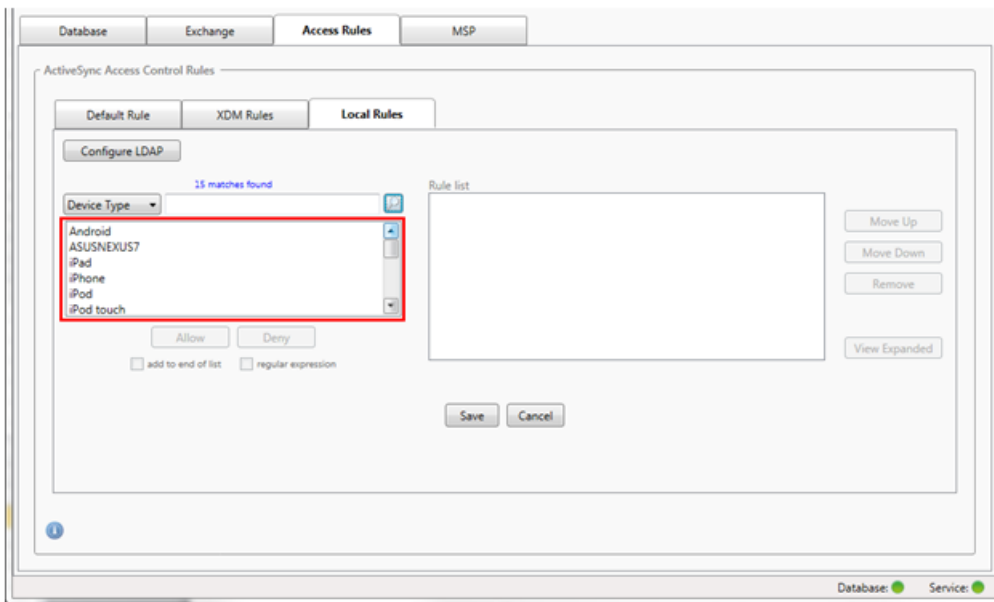 Database Exchange Access Rules MSP
ActiveSync Access Control Rules
Default Rule XDM Rules Local Rules
Configure LDAP
15 matches found
Device Type
Android
ASUSNEXUS7
iPad
iPhone
iPod
iPod touch
Allow Deny
add to end of list regular expression
Rule list
Move Up
Move Down
Remove
View Expanded
Save Cancel
Database: Service: